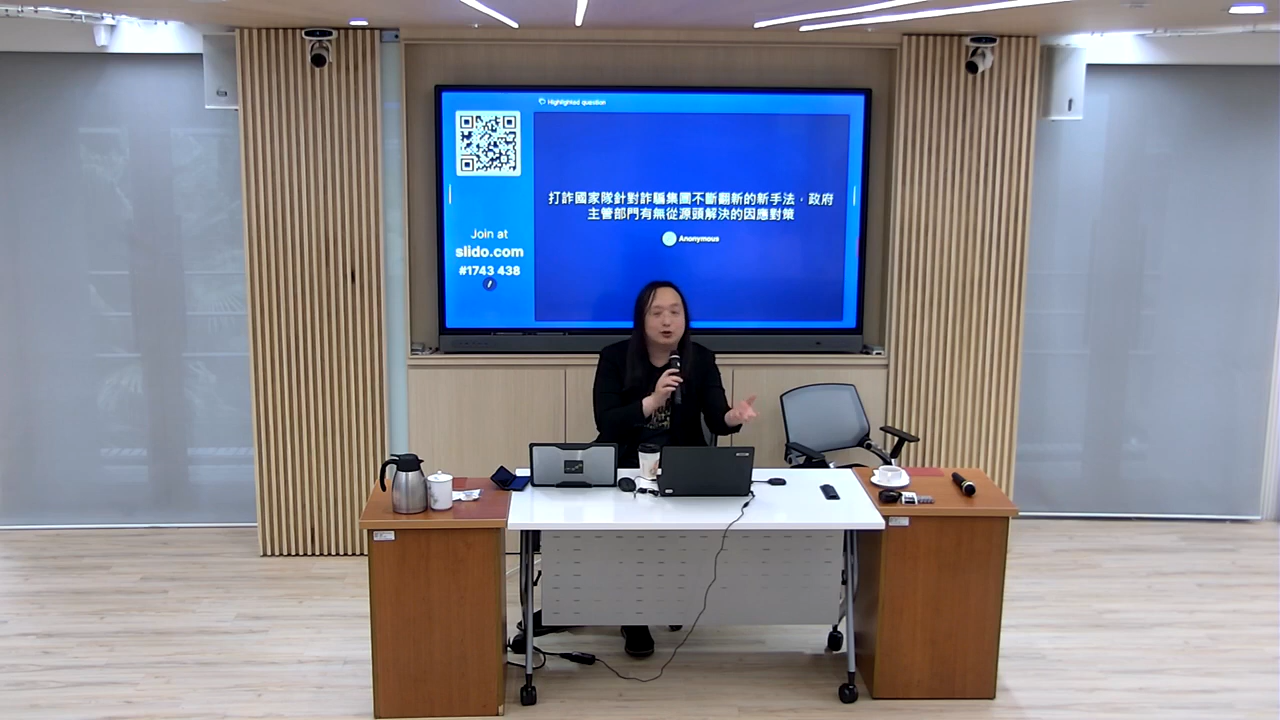 Highlighted question
打詐國家隊針對詐騙集團不斷翻新的新手法，政府
主管部門有無從源頭解決的因應對策
Anonymous
Join at
slido.com
#1743 438